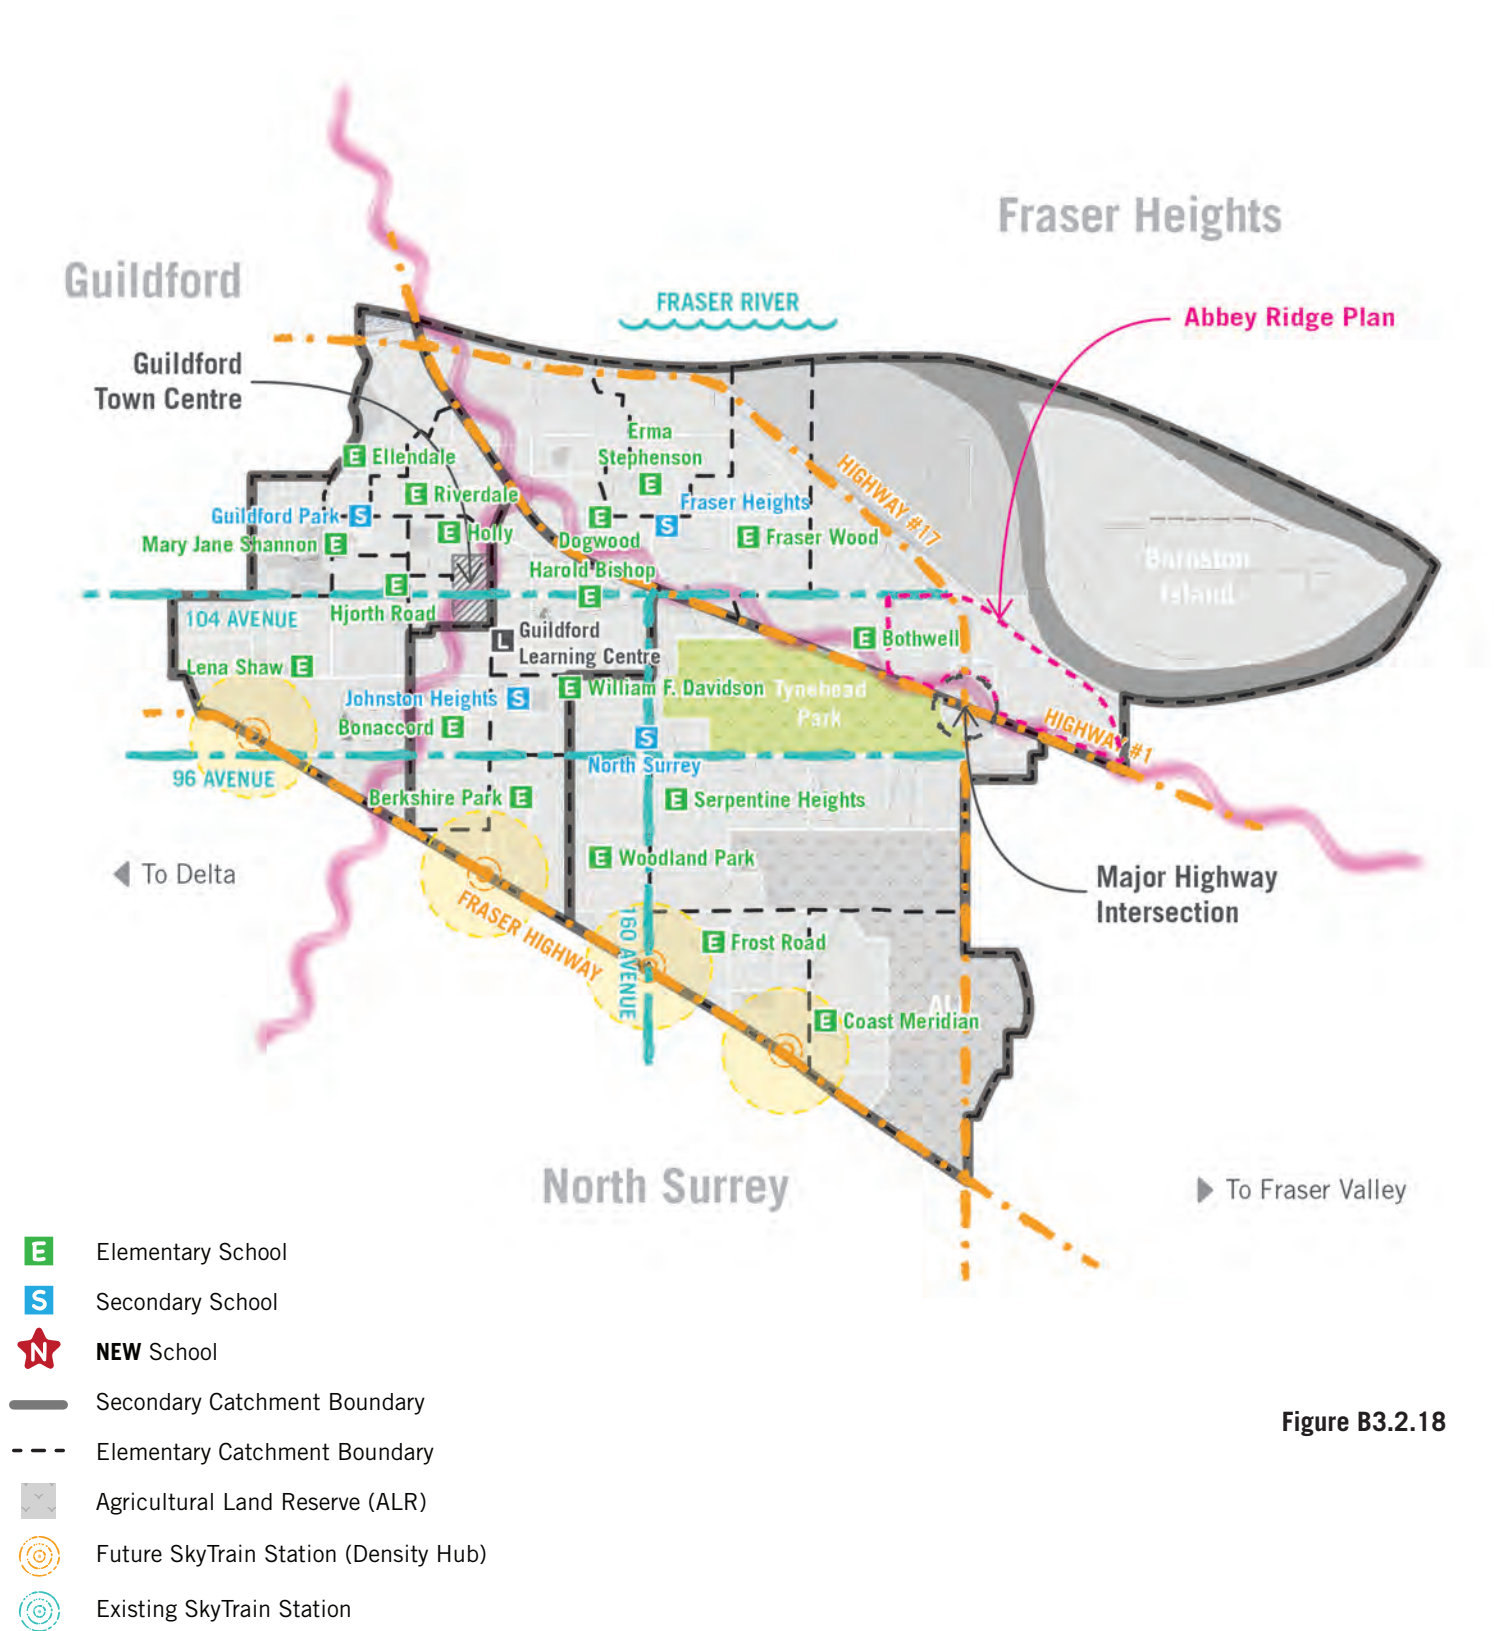 Fraser Heights
Guildford
FRASER RIVER
Abbey Ridge Plan
Guildford
Town Centre
Erma
Stephenson
E
E Ellendale
HIGHWAY #17
E Riverdale
Fraser Heights
S
Guildford Park S
E
Dogwood
E Holly
E Fraser Wood
Mary Jane Shannon E
Barnston
Island
Harold Bishop
E
E
Hjorth Road
104 AVENUE
L Guildford
Learning Centre
E Bothwell
Lena Shaw E
E William F. Davidson
Tynehead
Park
Johnston Heights S
Bonaccord E
HIGHWAY #1
S
North Surrey
96 AVENUE
Berkshire Park E
E Serpentine Heights
E Woodland Park
To Delta
Major Highway
Intersection
FRASER HIGHWAY
160 AVENUE
E Frost Road
E Coast Meridian
North Surrey
To Fraser Valley
E Elementary School
S Secondary School
N NEW School
Secondary Catchment Boundary
Elementary Catchment Boundary
Agricultural Land Reserve (ALR)
Future SkyTrain Station (Density Hub)
Existing SkyTrain Station
Figure B3.2.18